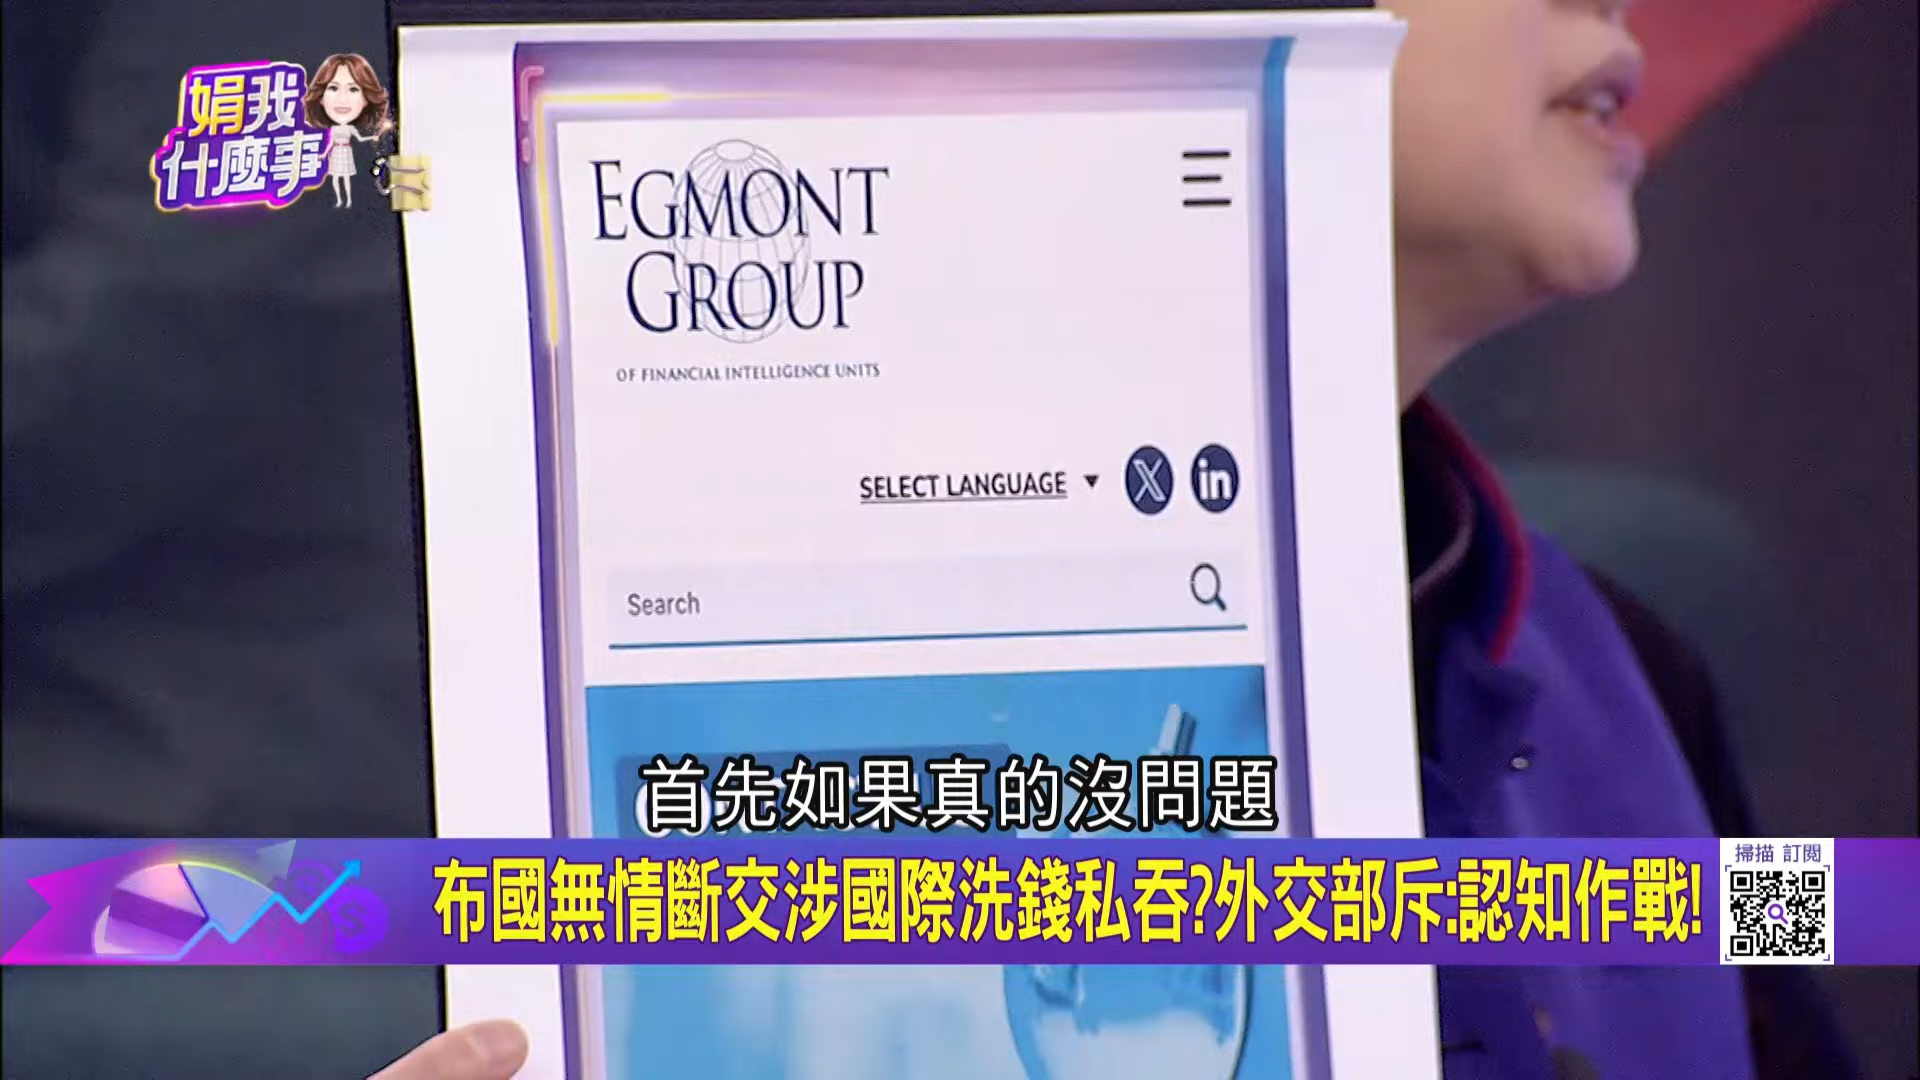 娟我
什麼事
EGMONT
GROUP
OF FINANCIAL INTELLIGENCE UNITS
SELECT LANGUAGE
in
Search
首先如果真的沒問題
布國無情斷交涉國際洗錢私吞?外交部斥:認知作戰!
掃描 訂閱